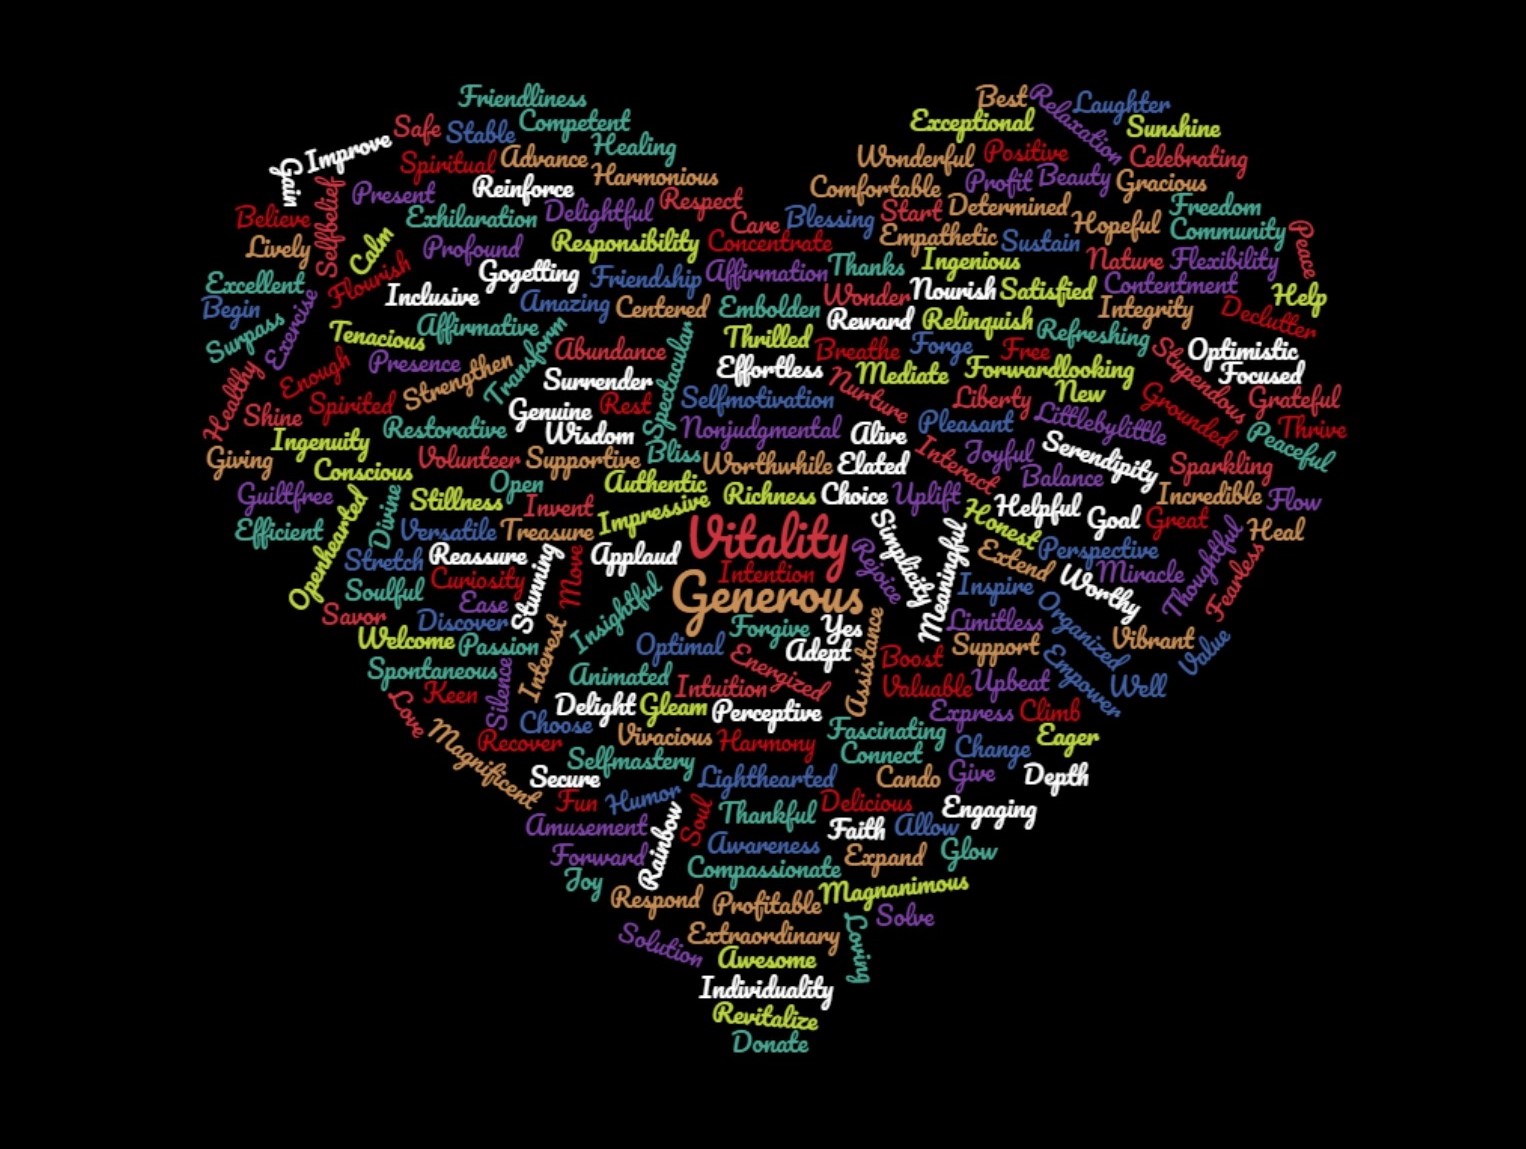 Friendliness
Best
Relaxation
Laughter
Safe
Stable
Competent
Exceptional
Sunshine
Improve
Gain
Spiritual
Advance
Healing
Wonderful
Positive
Celebrating
Selfbelief
Present
Reinforce
Harmonious
Comfortable
Profit
Beauty
Gracious
Believe
Exhilaration
Delightful
Respect
Care
Blessing
Start
Determined
Hopeful
Freedom
Lively
Calm
Profound
Responsibility
Concentrate
Empathetic
Sustain
Community
Peace
Excellent
Flourish
Gogetting
Friendship
Affirmation
Thanks
Ingenious
Nature
Flexibility
Begin
Exercise
Inclusive
Amazing
Centered
Embolden
Wonder
Nourish
Satisfied
Contentment
Help
Surpass
Tenacious
Affirmative
Transform
Reward
Relinquish
Refreshing
Integrity
Declutter
Healthy
Enough
Presence
Strengthen
Abundance
Spectacular
Thrilled
Breathe
Forge
Free
Stupendous
Optimistic
Surrender
Effortless
Nurture
Mediate
Forwardlooking
Focused
Shine
Spirited
Genuine
Rest
Selfmotivation
Liberty
New
Grounded
Grateful
Ingenuity
Restorative
Wisdom
Nonjudgmental
Alive
Pleasant
Littlebylittle
Peaceful
Thrive
Giving
Conscious
Volunteer
Supportive
Bliss
Worthwhile
Elated
Interact
Joyful
Serendipity
Sparkling
Guiltfree
Openhearted
Divine
Stillness
Open
Invent
Authentic
Richness
Choice
Uplift
Balance
Incredible
Flow
Efficient
Versatile
Treasure
Impressive
Vitality
Simplicity
Meaningful
Helpful
Honest
Goal
Great
Heal
Stretch
Reassure
Stunning
Move
Applaud
Intention
Rejoice
Extend
Perspective
Miracle
Thoughtful
Fearless
Soulful
Curiosity
Insightful
Generous
Inspire
Worthy
Savor
Ease
Discover
Interest
Forgive
Yes
Assistance
Limitless
Organized
Vibrant
Value
Welcome
Passion
Optimal
Adept
Boost
Support
Empower
Spontaneous
Silence
Animated
Intuition
Energized
Valuable
Upbeat
Well
Love
Keen
Delight
Gleam
Perceptive
Express
Climb
Magnificent
Recover
Choose
Vivacious
Harmony
Fascinating
Connect
Change
Eager
Selfmastery
Secure
Lighthearted
Cando
Give
Depth
Fun
Humor
Rainbow
Soul
Thankful
Delicious
Engaging
Amusement
Faith
Allow
Forward
Awareness
Expand
Glow
Joy
Compassionate
Magnanimous
Respond
Profitable
Solve
Solution
Extraordinary
Loving
Awesome
Individuality
Revitalize
Donate